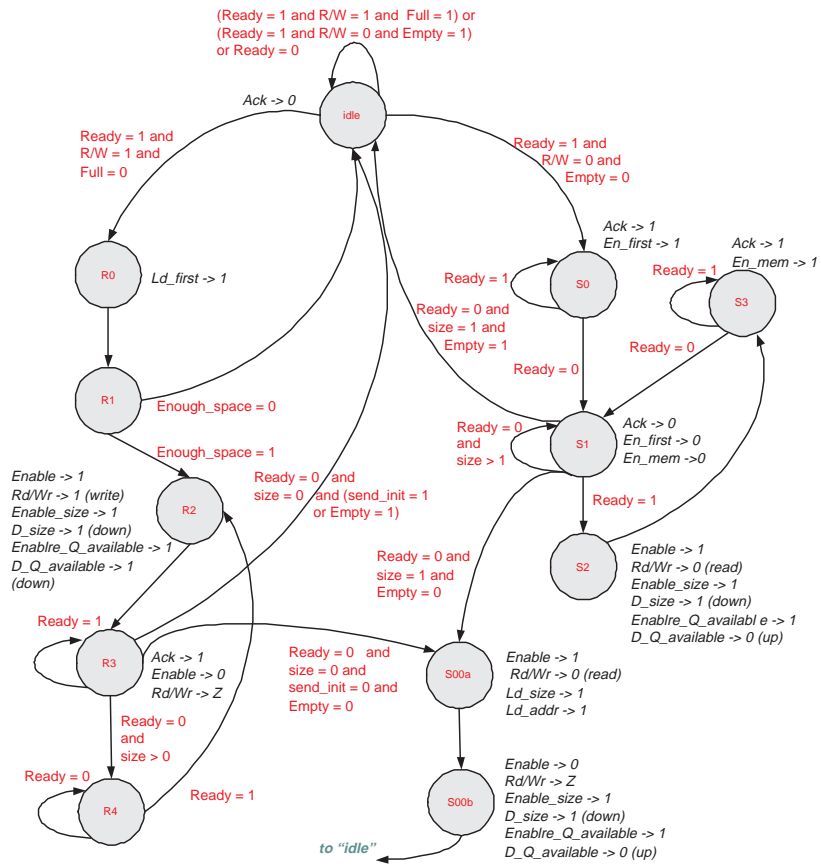 (Ready = 1 and R/W = 1 and Full = 1) or
(Ready = 1 and R/W = 0 and Empty = 1)
or Ready = 0
Ack -> 0
idle
Ready = 1 and
R/W = 1 and
Full = 0
Ready = 1 and
R/W = 0 and
Empty = 0
R0
Ld_first -> 1
Ack -> 1
En_first -> 1
Ready = 1
S0
Ack -> 1
En_mem -> 1
Ready = 1
S3
Ready = 0 and
size = 1 and
Empty = 1
Ready = 0
Ready = 0
R1
Enough_space = 0
Enough_space = 1
Ready = 0
and
size > 1
S1
Ack -> 0
En_first -> 0
En_mem ->0
Ready = 0 and
size = 0 and (send_init = 1
or Empty = 1)
Enable -> 1
Rd/Wr -> 1 (write)
Enable_size -> 1
D_size -> 1 (down)
Enablre_Q_available -> 1
D_Q_available -> 1
(down)
R2
Ready = 1
S2
Enable -> 1
Rd/Wr -> 0 (read)
Enable_size -> 1
D_size -> 1 (down)
Enablre_Q_availabl e -> 1
D_Q_available -> 0 (up)
Ready = 0 and
size = 1 and
Empty = 0
Ready = 1
R3
Ack -> 1
Enable -> 0
Rd/Wr -> Z
Ready = 0 and
size = 0 and
send_init = 0 and
Empty = 0
S00a
Enable -> 1
Rd/Wr -> 0 (read)
Ld_size -> 1
Ld_addr -> 1
Ready = 0
and
size > 0
Ready = 0
R4
Ready = 1
S00b
Enable -> 0
Rd/Wr -> Z
Enable_size -> 1
D_size -> 1 (down)
Enablre_Q_available -> 1
D_Q_available -> 0 (up)
to “idle”